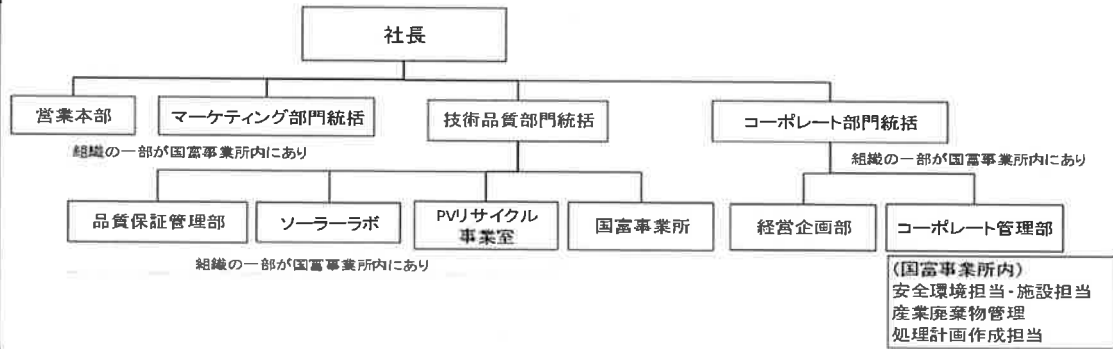 社長
営業本部
マーケティング部門統括
技術品質部門統括
コーポレート部門統括
組織の一部が国富事業所内にあり
組織の一部が国富事業所内にあり
品質保証管理部
ソーラーラボ
PVリサイクル
事業室
国富事業所
経営企画部
コーポレート管理部
組織の一部が国富事業所内にあり
(国富事業所内)
安全環境担当・施設担当
産業廃棄物管理
処理計画作成担当